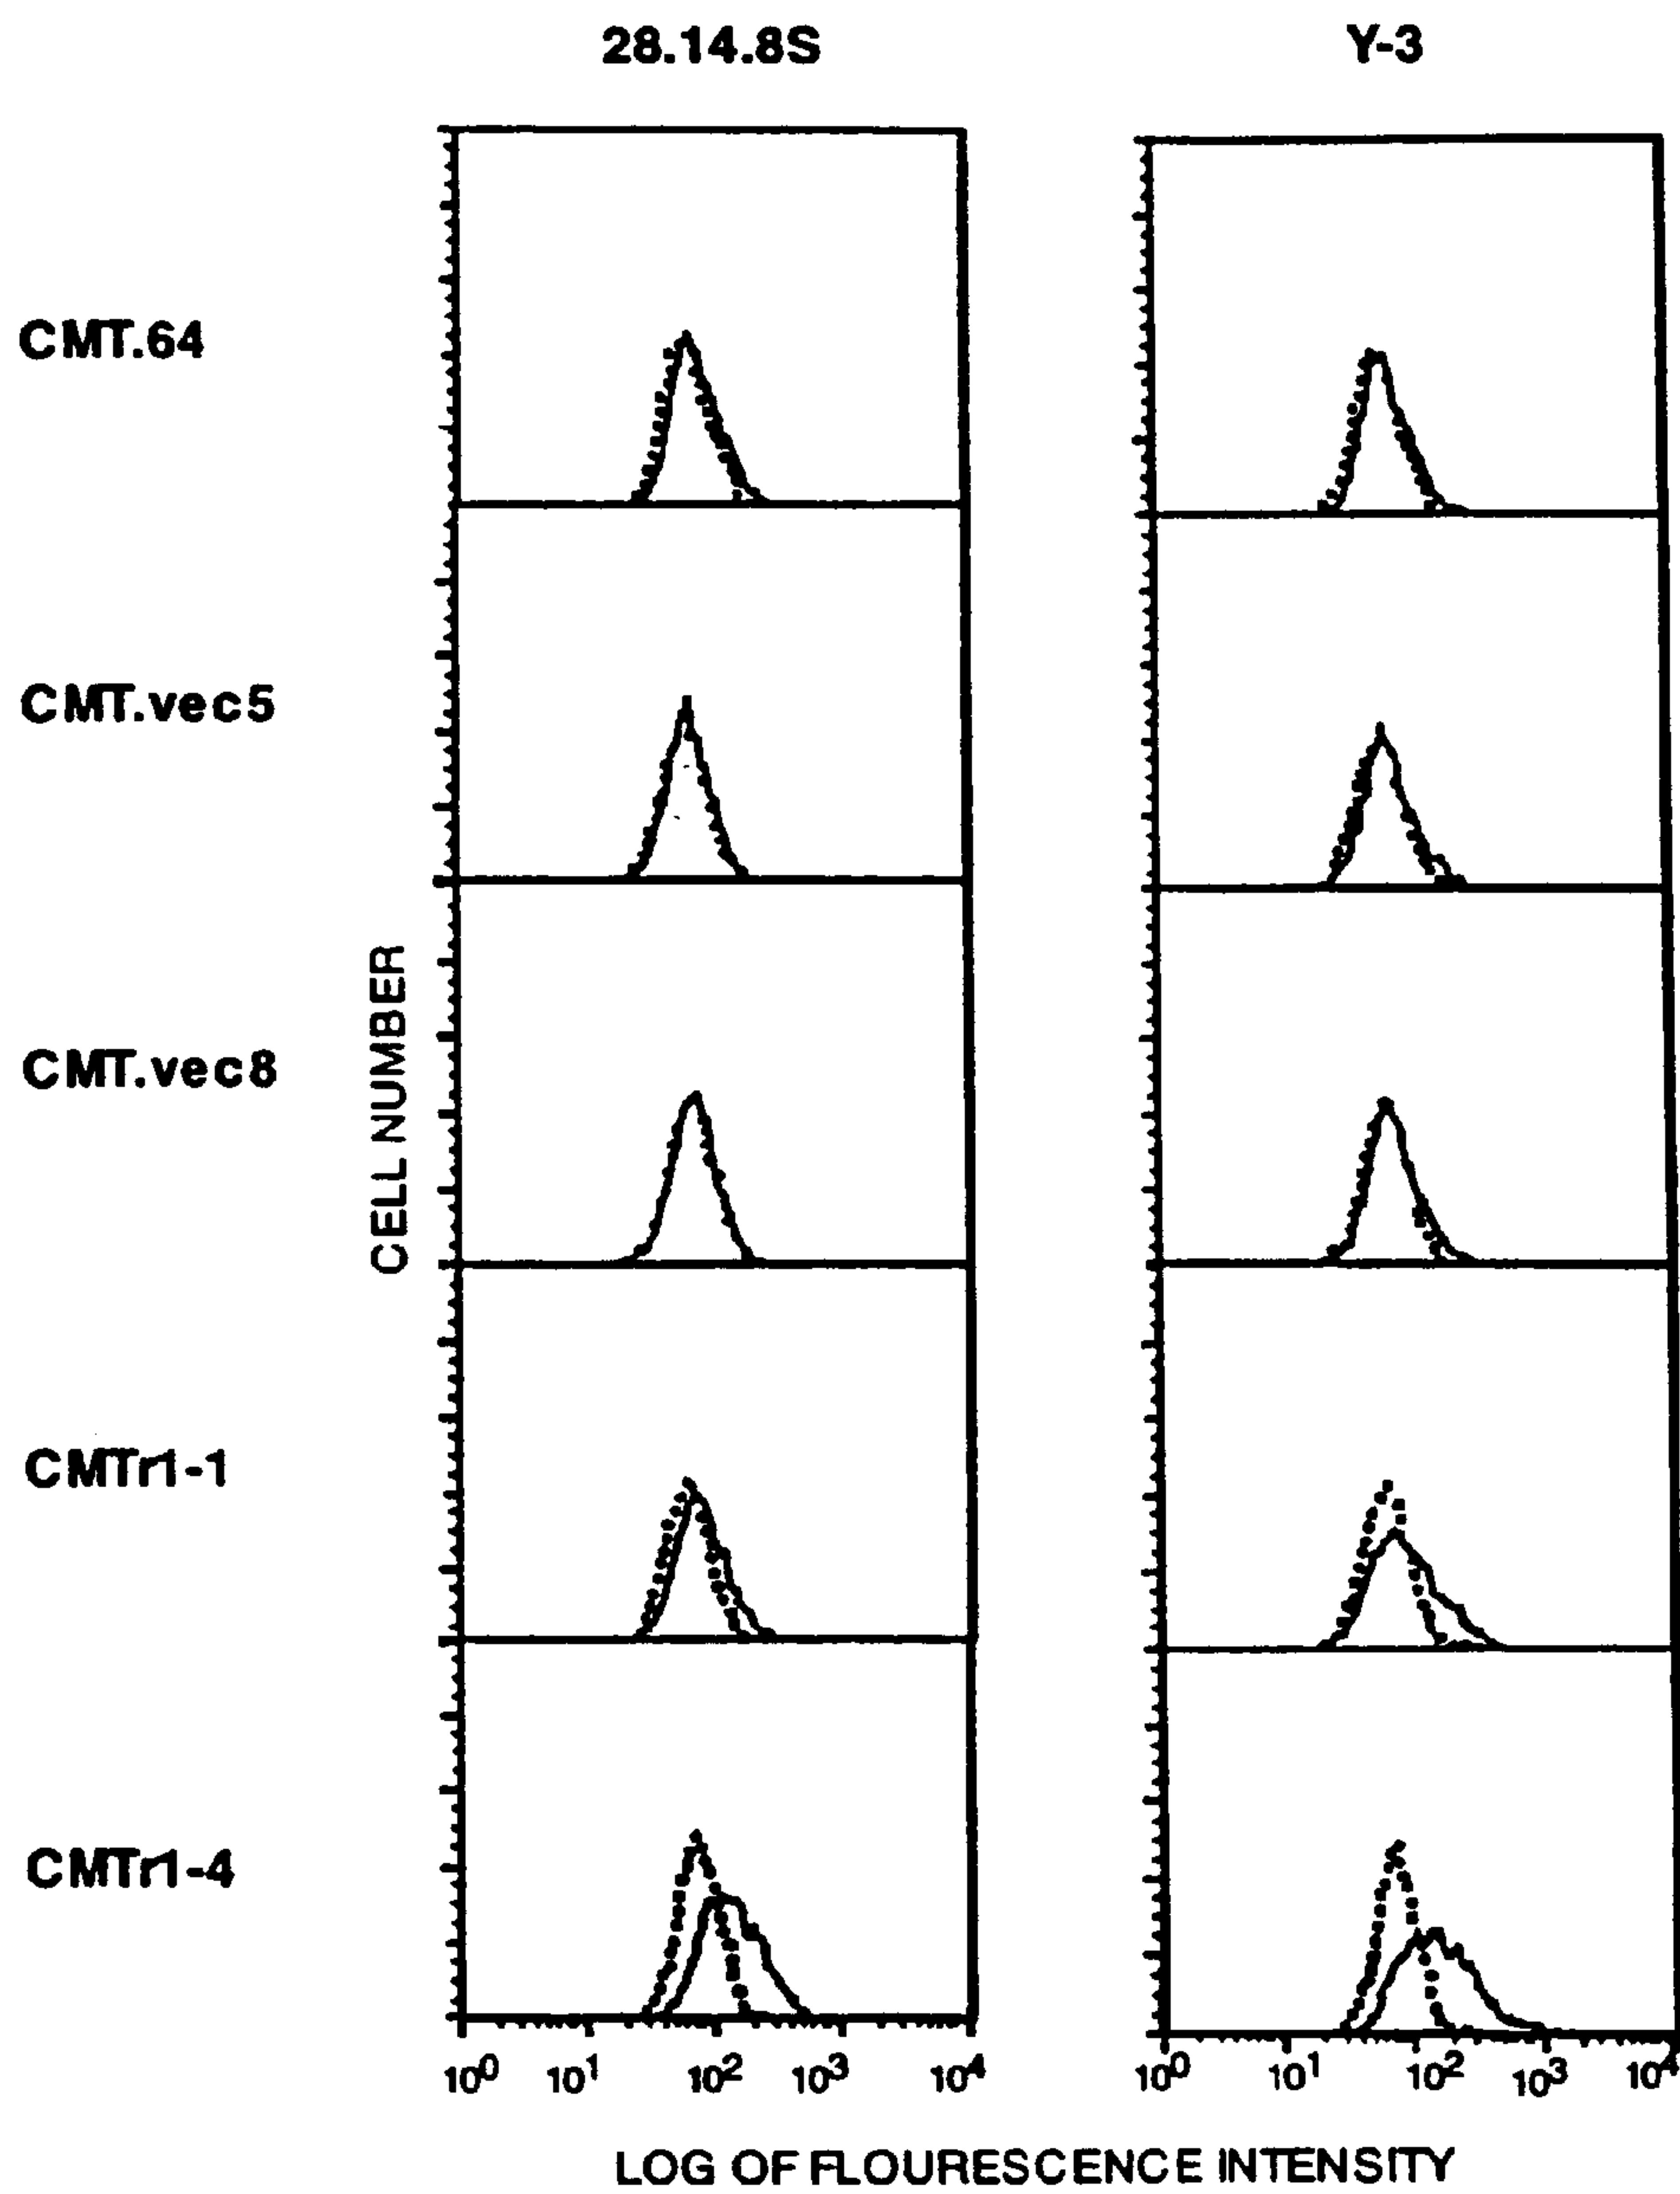 28.14.8S Y-3
CMT.64
CMT.vec5
CMT.vec8
CMTr1-1
CMTr1-4
CELL NUMBER
10⁰ 10¹ 10² 10³ 10⁴ 10⁰ 10¹ 10² 10³ 10⁴
LOG OF FLOURESCENCE INTENSITY